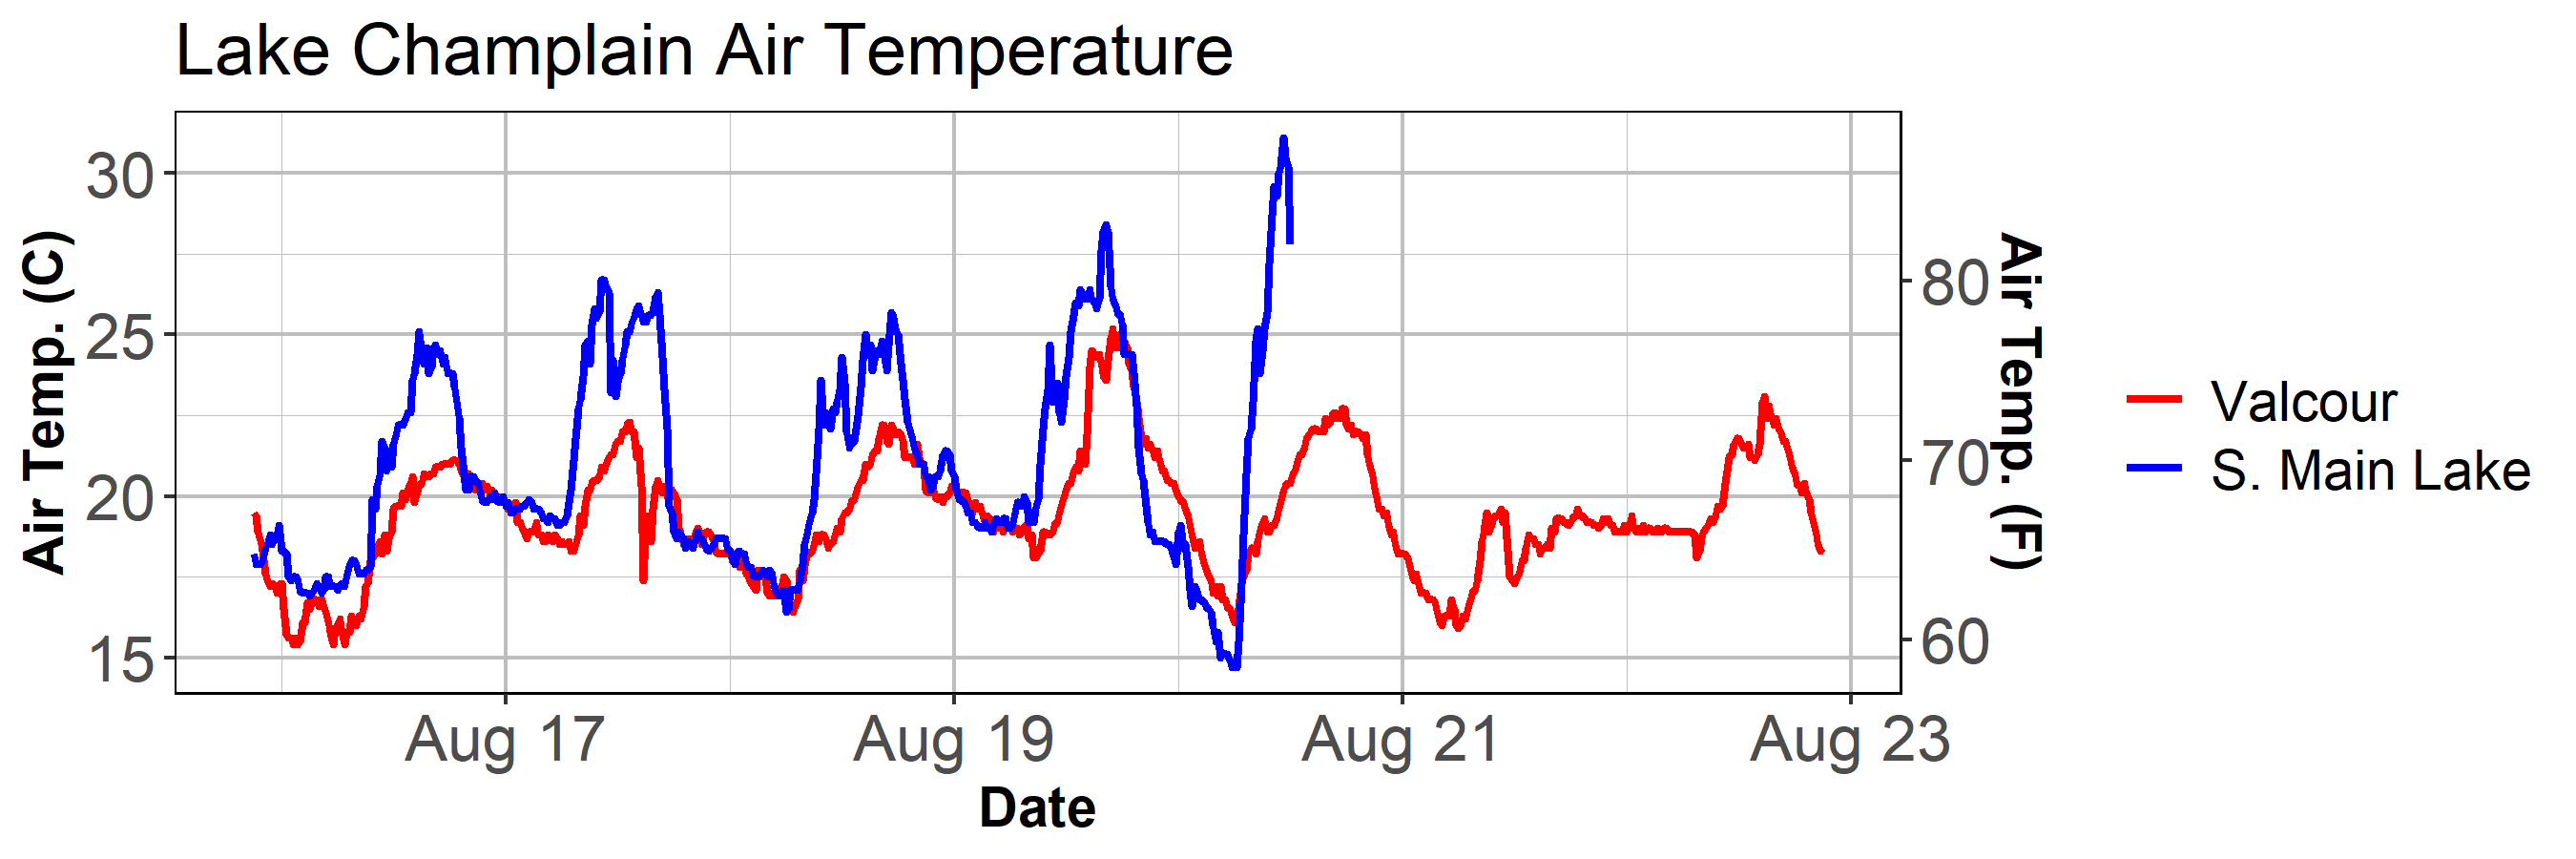 Lake Champlain Air Temperature
Air Temp. (C)
30
25
20
15
80
70
60
Air Temp. (F)
Valcour
S. Main Lake
Aug 17
Aug 19
Aug 21
Aug 23
Date